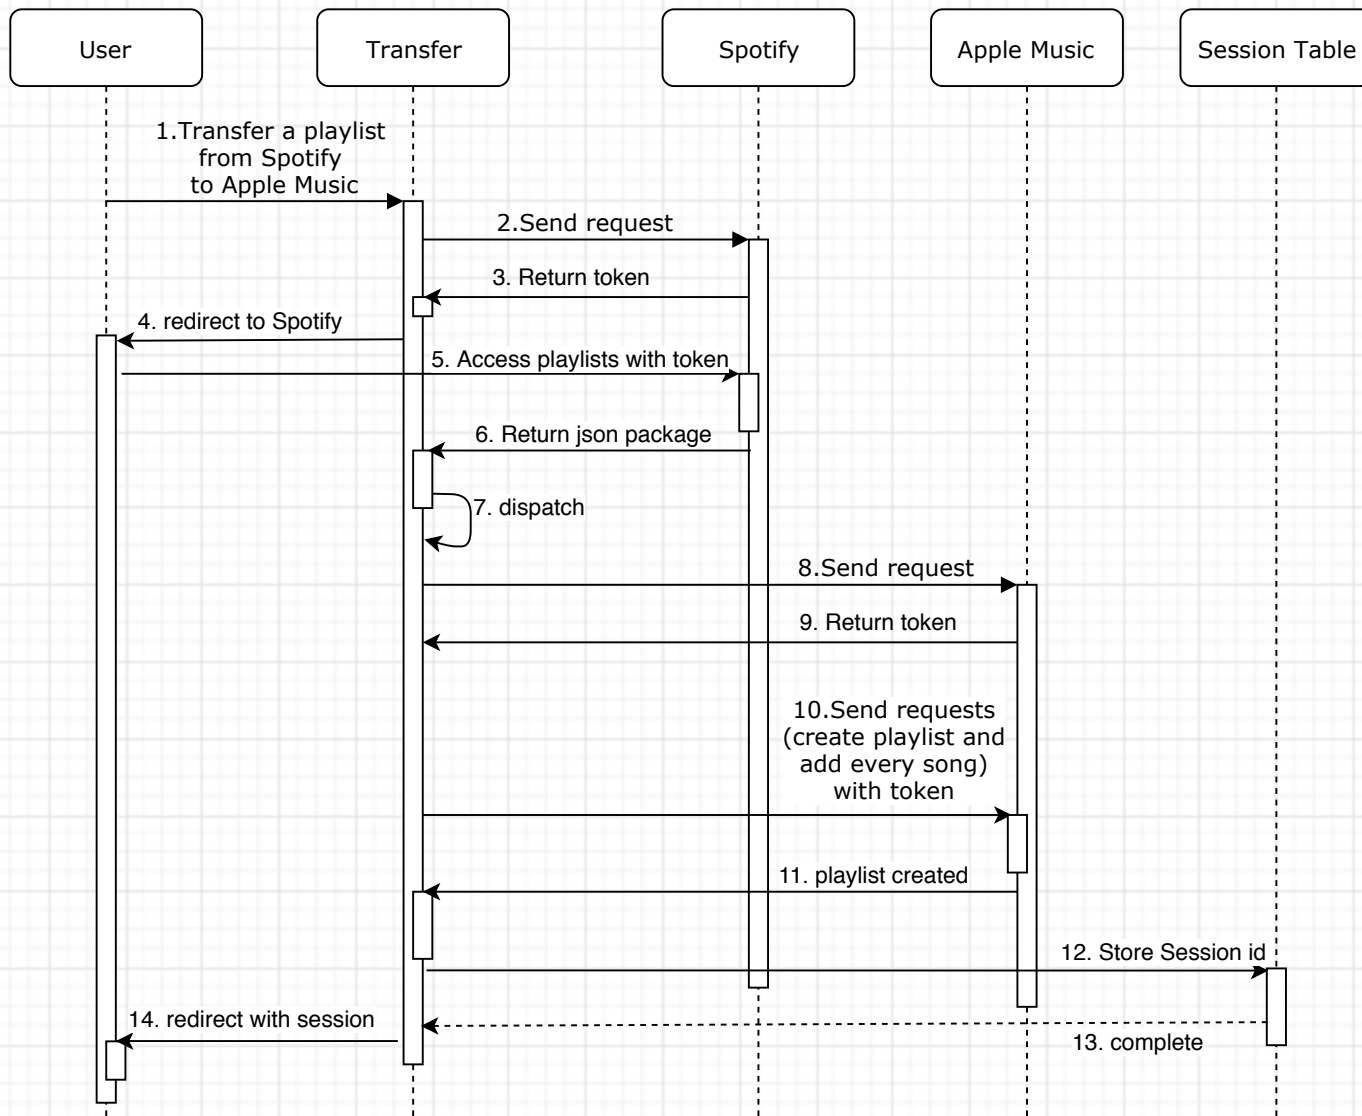 User
Transfer
Spotify
Apple Music
Session Table
1.Transfer a playlist
from Spotify
to Apple Music
2.Send request
3. Return token
4. redirect to Spotify
5. Access playlists with token
6. Return json package
7. dispatch
8.Send request
9. Return token
10.Send requests
(create playlist and
add every song)
with token
11. playlist created
12. Store Session id
14. redirect with session
13. complete